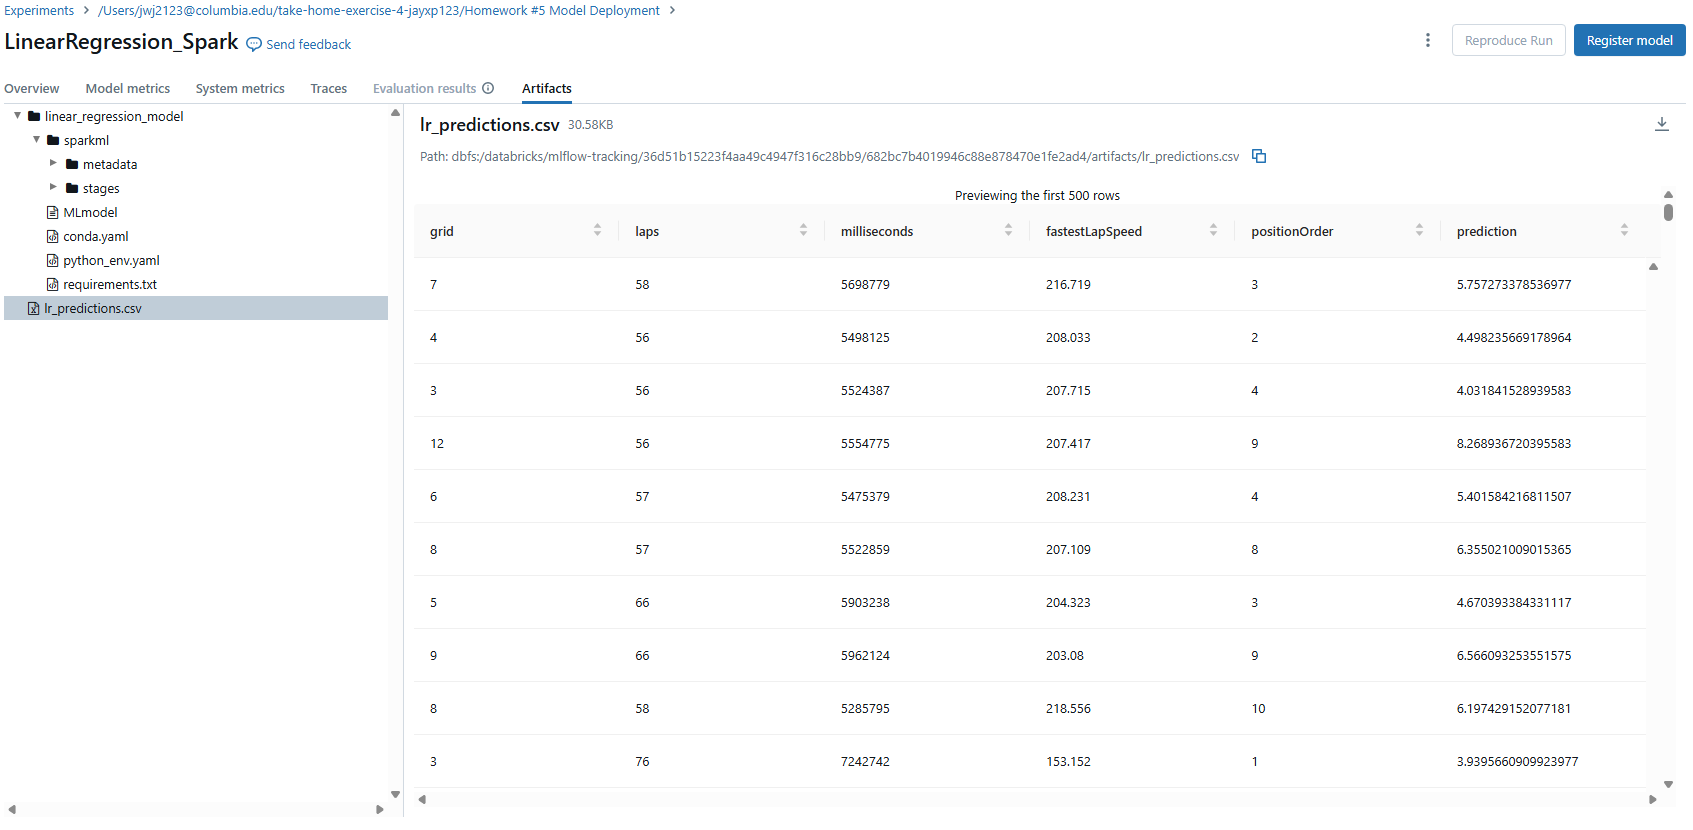 Experiments > /Users/jwj2123@columbia.edu/take-home-exercise-4-jayxp123/Homework #5 Model Deployment >
LinearRegression_Spark Send feedback
Reproduce Run Register model
Overview Model metrics System metrics Traces Evaluation results Artifacts
linear_regression_model
sparkml
metadata
stages
MLmodel
conda.yaml
python_env.yaml
requirements.txt
lr_predictions.csv
lr_predictions.csv 30.58KB
Path: dbfs:/databricks/mlflow-tracking/36d51b15223f4aa49c4947f316c28bb9/682bc7b4019946c88e878470e1fe2ad4/artifacts/lr_predictions.csv
Previewing the first 500 rows
grid laps milliseconds fastestLapSpeed positionOrder prediction
7 58 5698779 216.719 3 5.757273378536977
4 56 5498125 208.033 2 4.498235669178964
3 56 5524387 207.715 4 4.031841528939583
12 56 5554775 207.417 9 8.268936720395583
6 57 5475379 208.231 4 5.401584216811507
8 57 5522859 207.109 8 6.355021009015365
5 66 5903238 204.323 3 4.670393384331117
9 66 5962124 203.08 9 6.566093253551575
8 58 5285795 218.556 10 6.197429152077181
3 76 7242742 153.152 1 3.9395660909923977